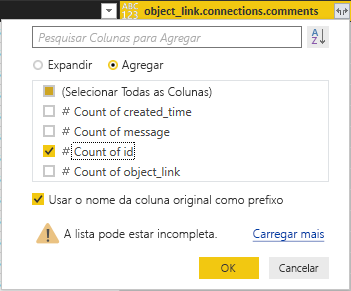 ABC
123
object_link.connections.comments
Pesquisar Colunas para Agregar
A
Z
Expandir
Agregar
(Selecionar Todas as Colunas)
# Count of created_time
# Count of message
# Count of id
# Count of object_link
Usar o nome da coluna original como prefixo
A lista pode estar incompleta.
Carregar mais
OK
Cancelar